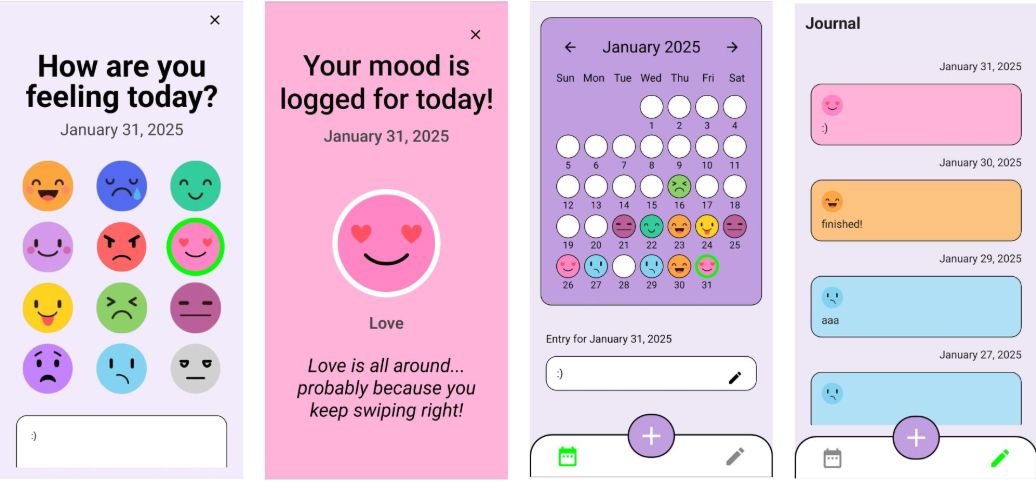 How are you
feeling today?
January 31, 2025
:)
Your mood is
logged for today!
January 31, 2025
Love
Love is all around...
probably because you
keep swiping right!
January 2025
Sun Mon Tue Wed Thu Fri Sat
1 2 3 4
5 6 7 8 9 10 11
12 13 14 15 16 17 18
19 20 21 22 23 24 25
26 27 28 29 30 31
Entry for January 31, 2025
:)
Journal
January 31, 2025
:)
January 30, 2025
finished!
January 29, 2025
aaa
January 27, 2025